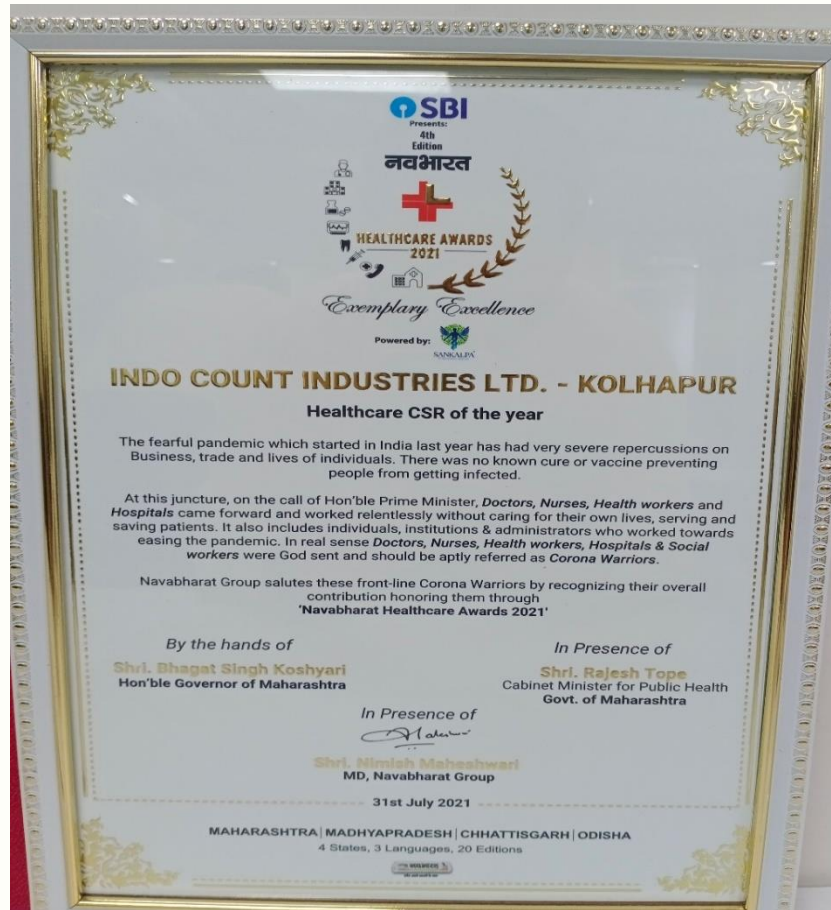 SBI
Presents:
4th
Edition
नवभारत
HEALTHCARE AWARDS
2021
Exemplary Excellence
Powered by:
SANKALPA
INDO COUNT INDUSTRIES LTD. - KOLHAPUR
Healthcare CSR of the year
The fearful pandemic which started in India last year has had very severe repercussions on
Business, trade and lives of individuals. There was no known cure or vaccine preventing
people from getting infected.
At this juncture, on the call of Hon'ble Prime Minister, Doctors, Nurses, Health workers and
Hospitals came forward and worked relentlessly without caring for their own lives, serving and
saving patients. It also includes individuals, institutions & administrators who worked towards
easing the pandemic. In real sense Doctors, Nurses, Health workers, Hospitals & Social
workers were God sent and should be aptly referred as Corona Warriors.
Navabharat Group salutes these front-line Corona Warriors by recognizing their overall
contribution honoring them through
'Navabharat Healthcare Awards 2021'
By the hands of
Shri. Bhagat Singh Koshyari
Hon'ble Governor of Maharashtra
In Presence of
Shri. Rajesh Tope
Cabinet Minister for Public Health
Govt. of Maharashtra
In Presence of
Shri. Nimish Maheshwari
MD, Navabharat Group
31st July 2021
MAHARASHTRA | MADHYAPRADESH | CHHATTISGARH | ODISHA
4 States, 3 Languages, 20 Editions